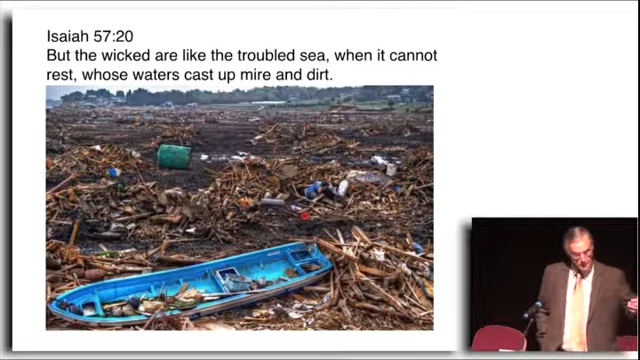 Isaiah 57:20
But the wicked are like the troubled sea, when it cannot
rest, whose waters cast up mire and dirt.